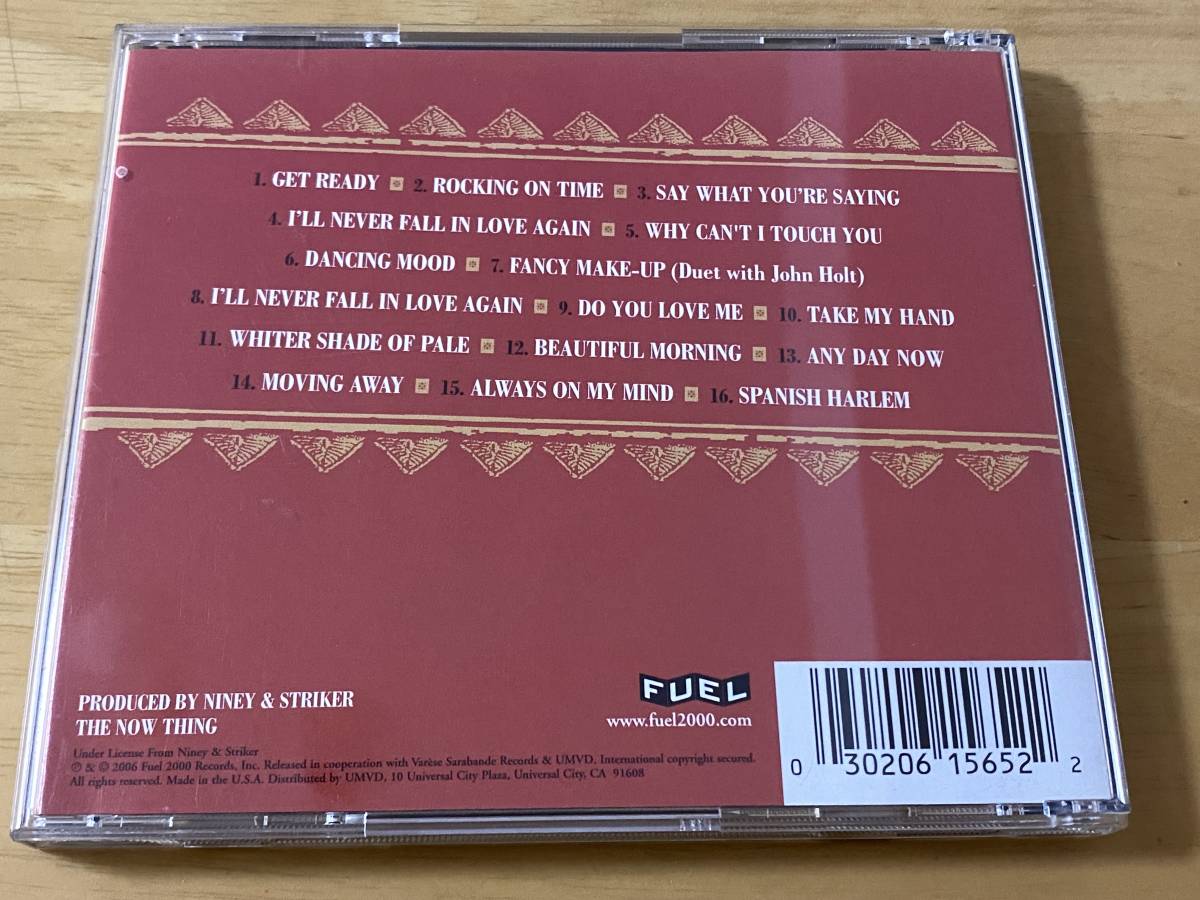 1. GET READY 2. ROCKING ON TIME 3. SAY WHAT YOU'RE SAYING
4. I'LL NEVER FALL IN LOVE AGAIN 5. WHY CAN'T I TOUCH YOU
6. DANCING MOOD 7. FANCY MAKE-UP (Duet with John Holt)
8. I'LL NEVER FALL IN LOVE AGAIN 9. DO YOU LOVE ME 10. TAKE MY HAND
11. WHITER SHADE OF PALE 12. BEAUTIFUL MORNING 13. ANY DAY NOW
14. MOVING AWAY 15. ALWAYS ON MY MIND 16. SPANISH HARLEM
PRODUCED BY NINEY & STRIKER
THE NOW THING
Under License From Niney & Striker
℗ & © 2006 Fuel 2000 Records, Inc. Released in cooperation with Varèse Sarabande Records & UMVD. International copyright secured.
All rights reserved. Made in the U.S.A. Distributed by UMVD, 10 Universal City Plaza, Universal City, CA 91608
FUEL
www.fuel2000.com
0 30206 15652 2